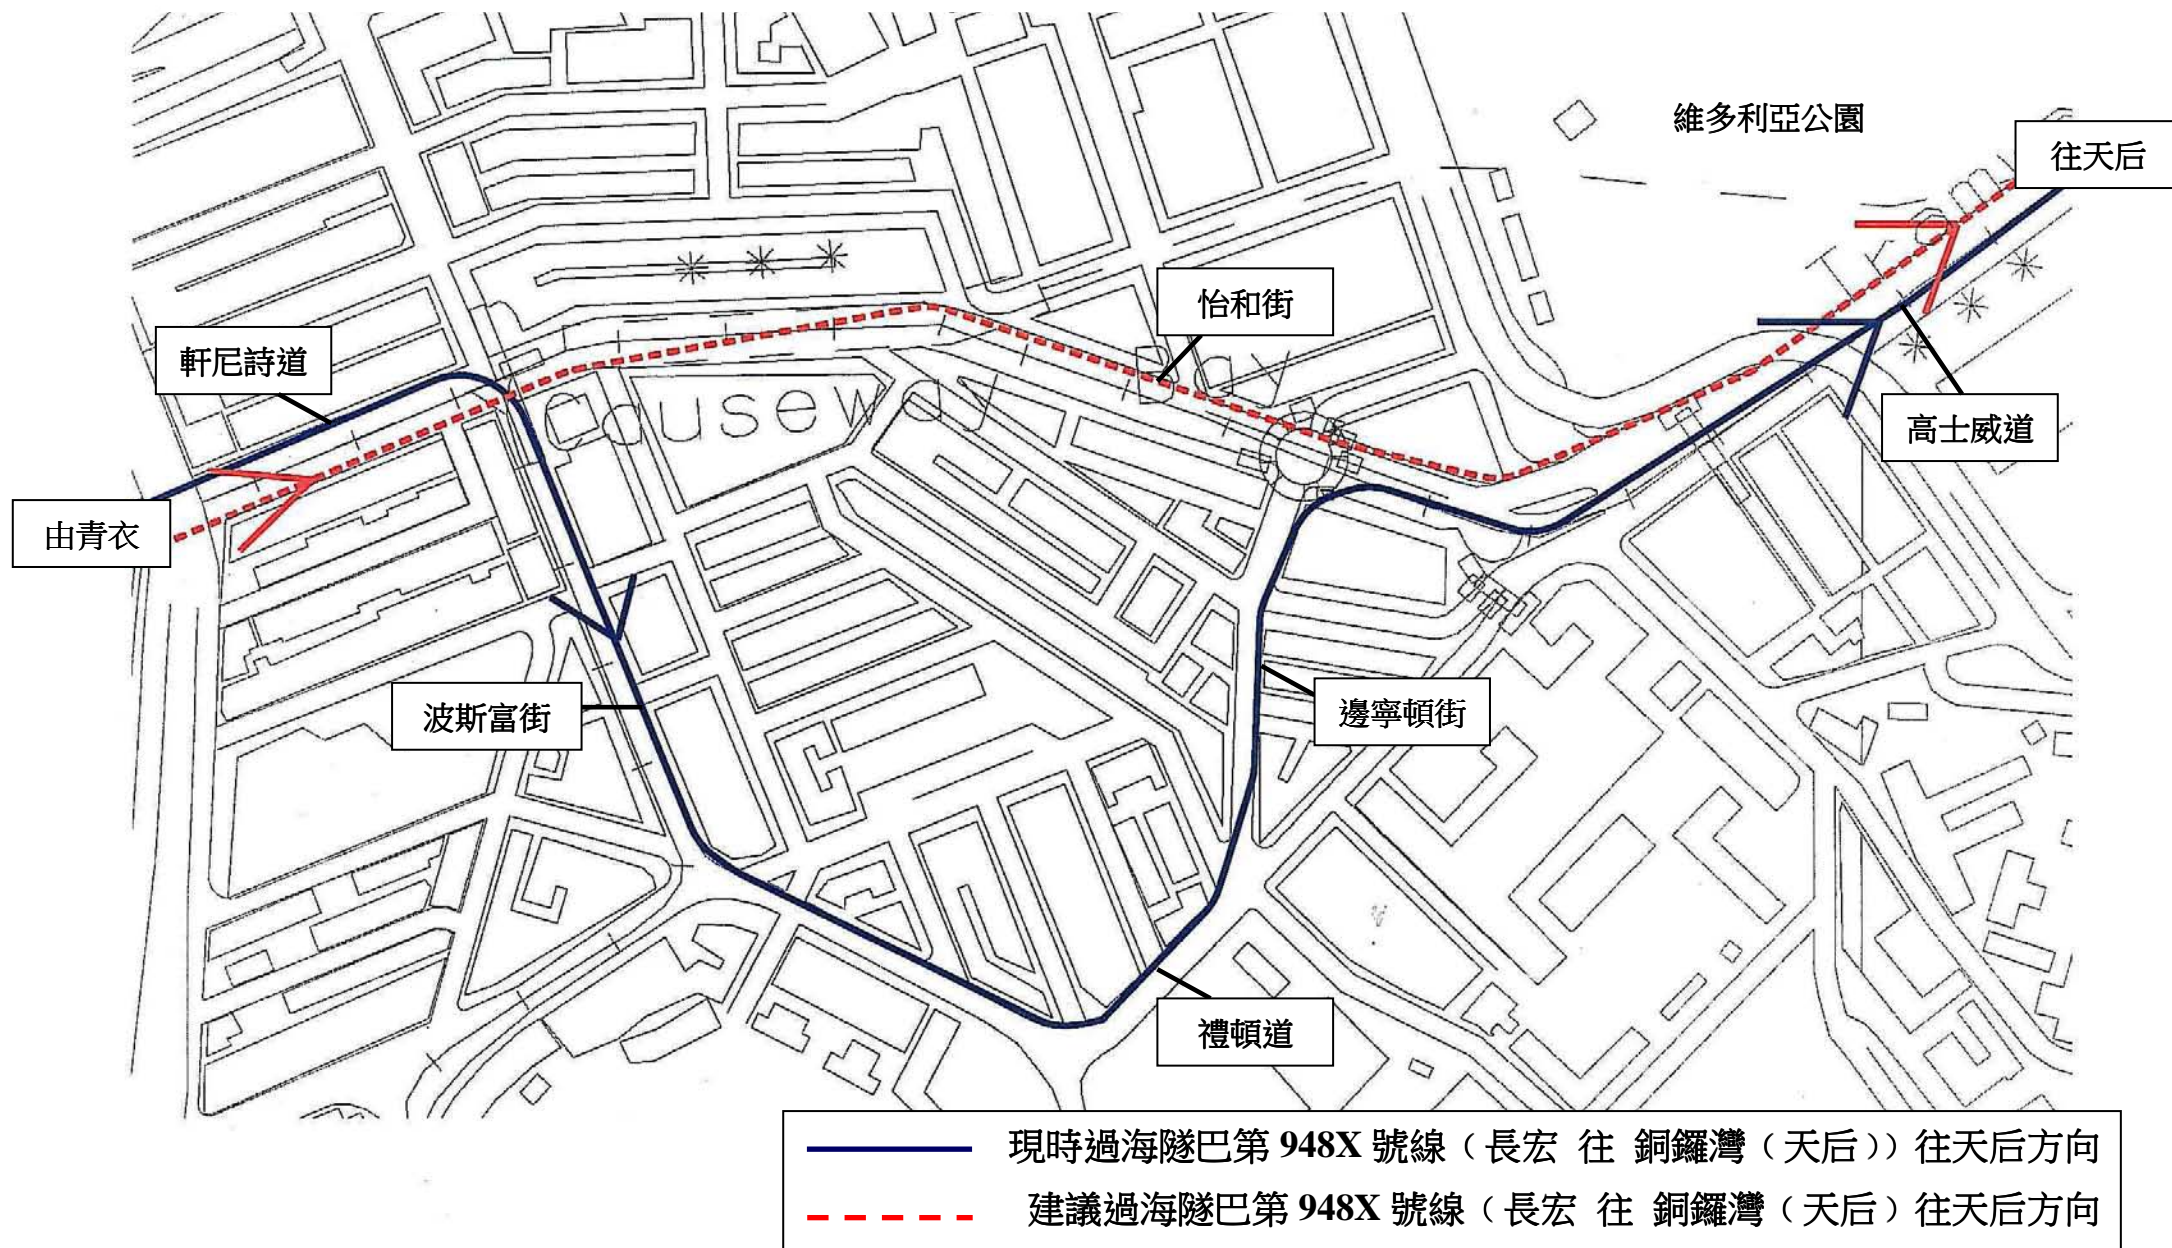 維多利亞公園
往天后
怡和街
軒尼詩道
Causeway Bay
高士威道
由青衣
波斯富街
邊寧頓街
禮頓道
現時過海隧巴第 948X 號線（長宏 往 銅鑼灣（天后））往天后方向
建議過海隧巴第 948X 號線（長宏 往 銅鑼灣（天后）往天后方向